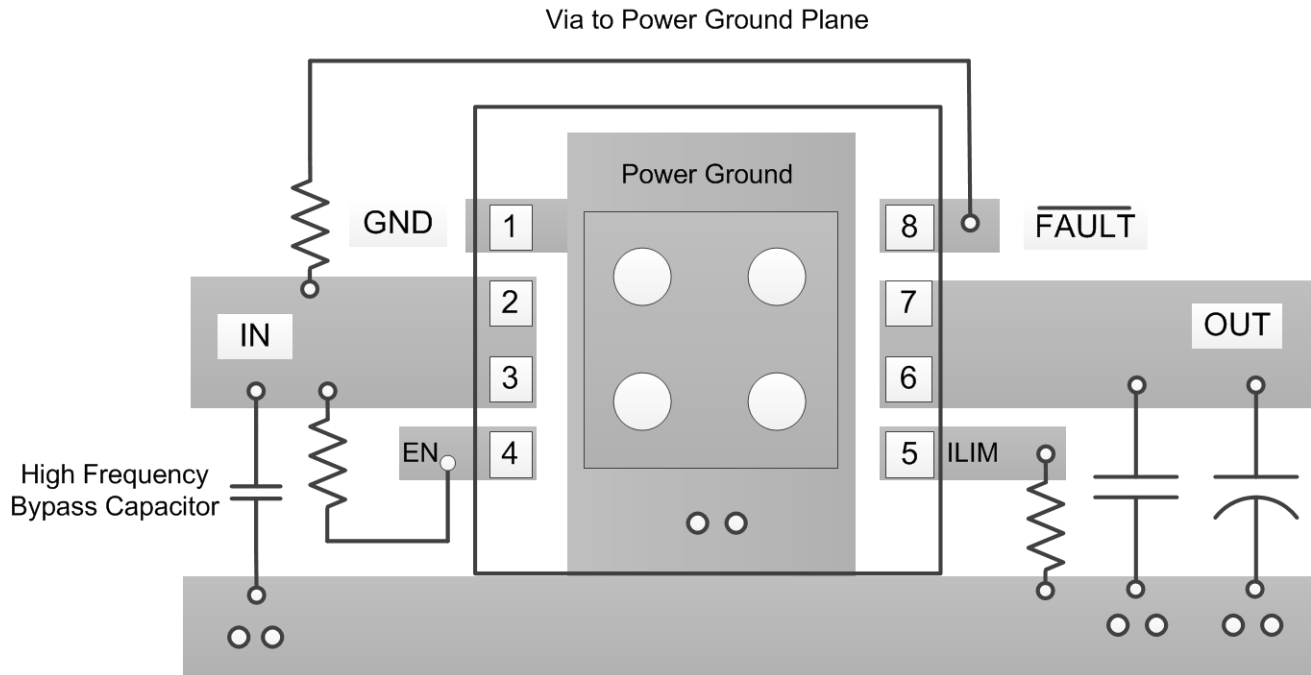 Via to Power Ground Plane
Power Ground
GND
1
8
FAULT
2
7
IN
OUT
3
6
EN
4
5
ILIM
High Frequency
Bypass Capacitor